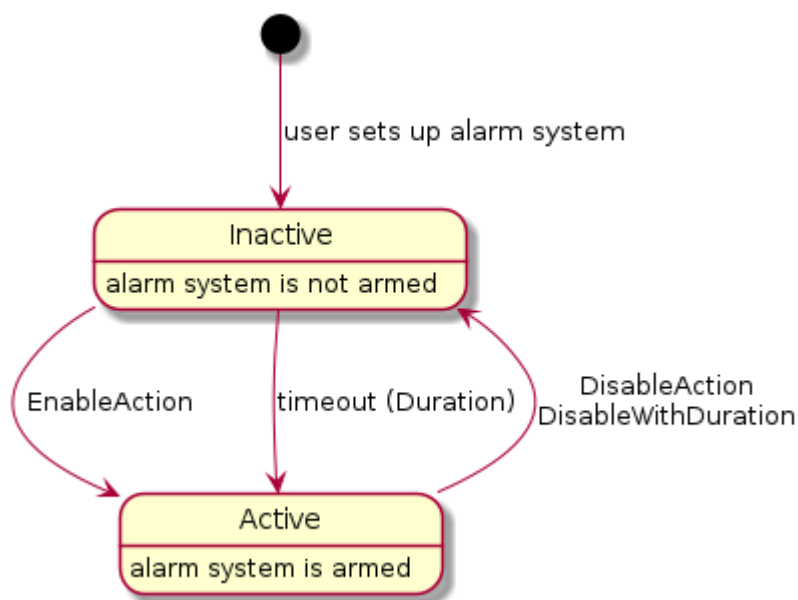 user sets up alarm system
Inactive
alarm system is not armed
EnableAction
timeout (Duration)
DisableAction
DisableWithDuration
Active
alarm system is armed